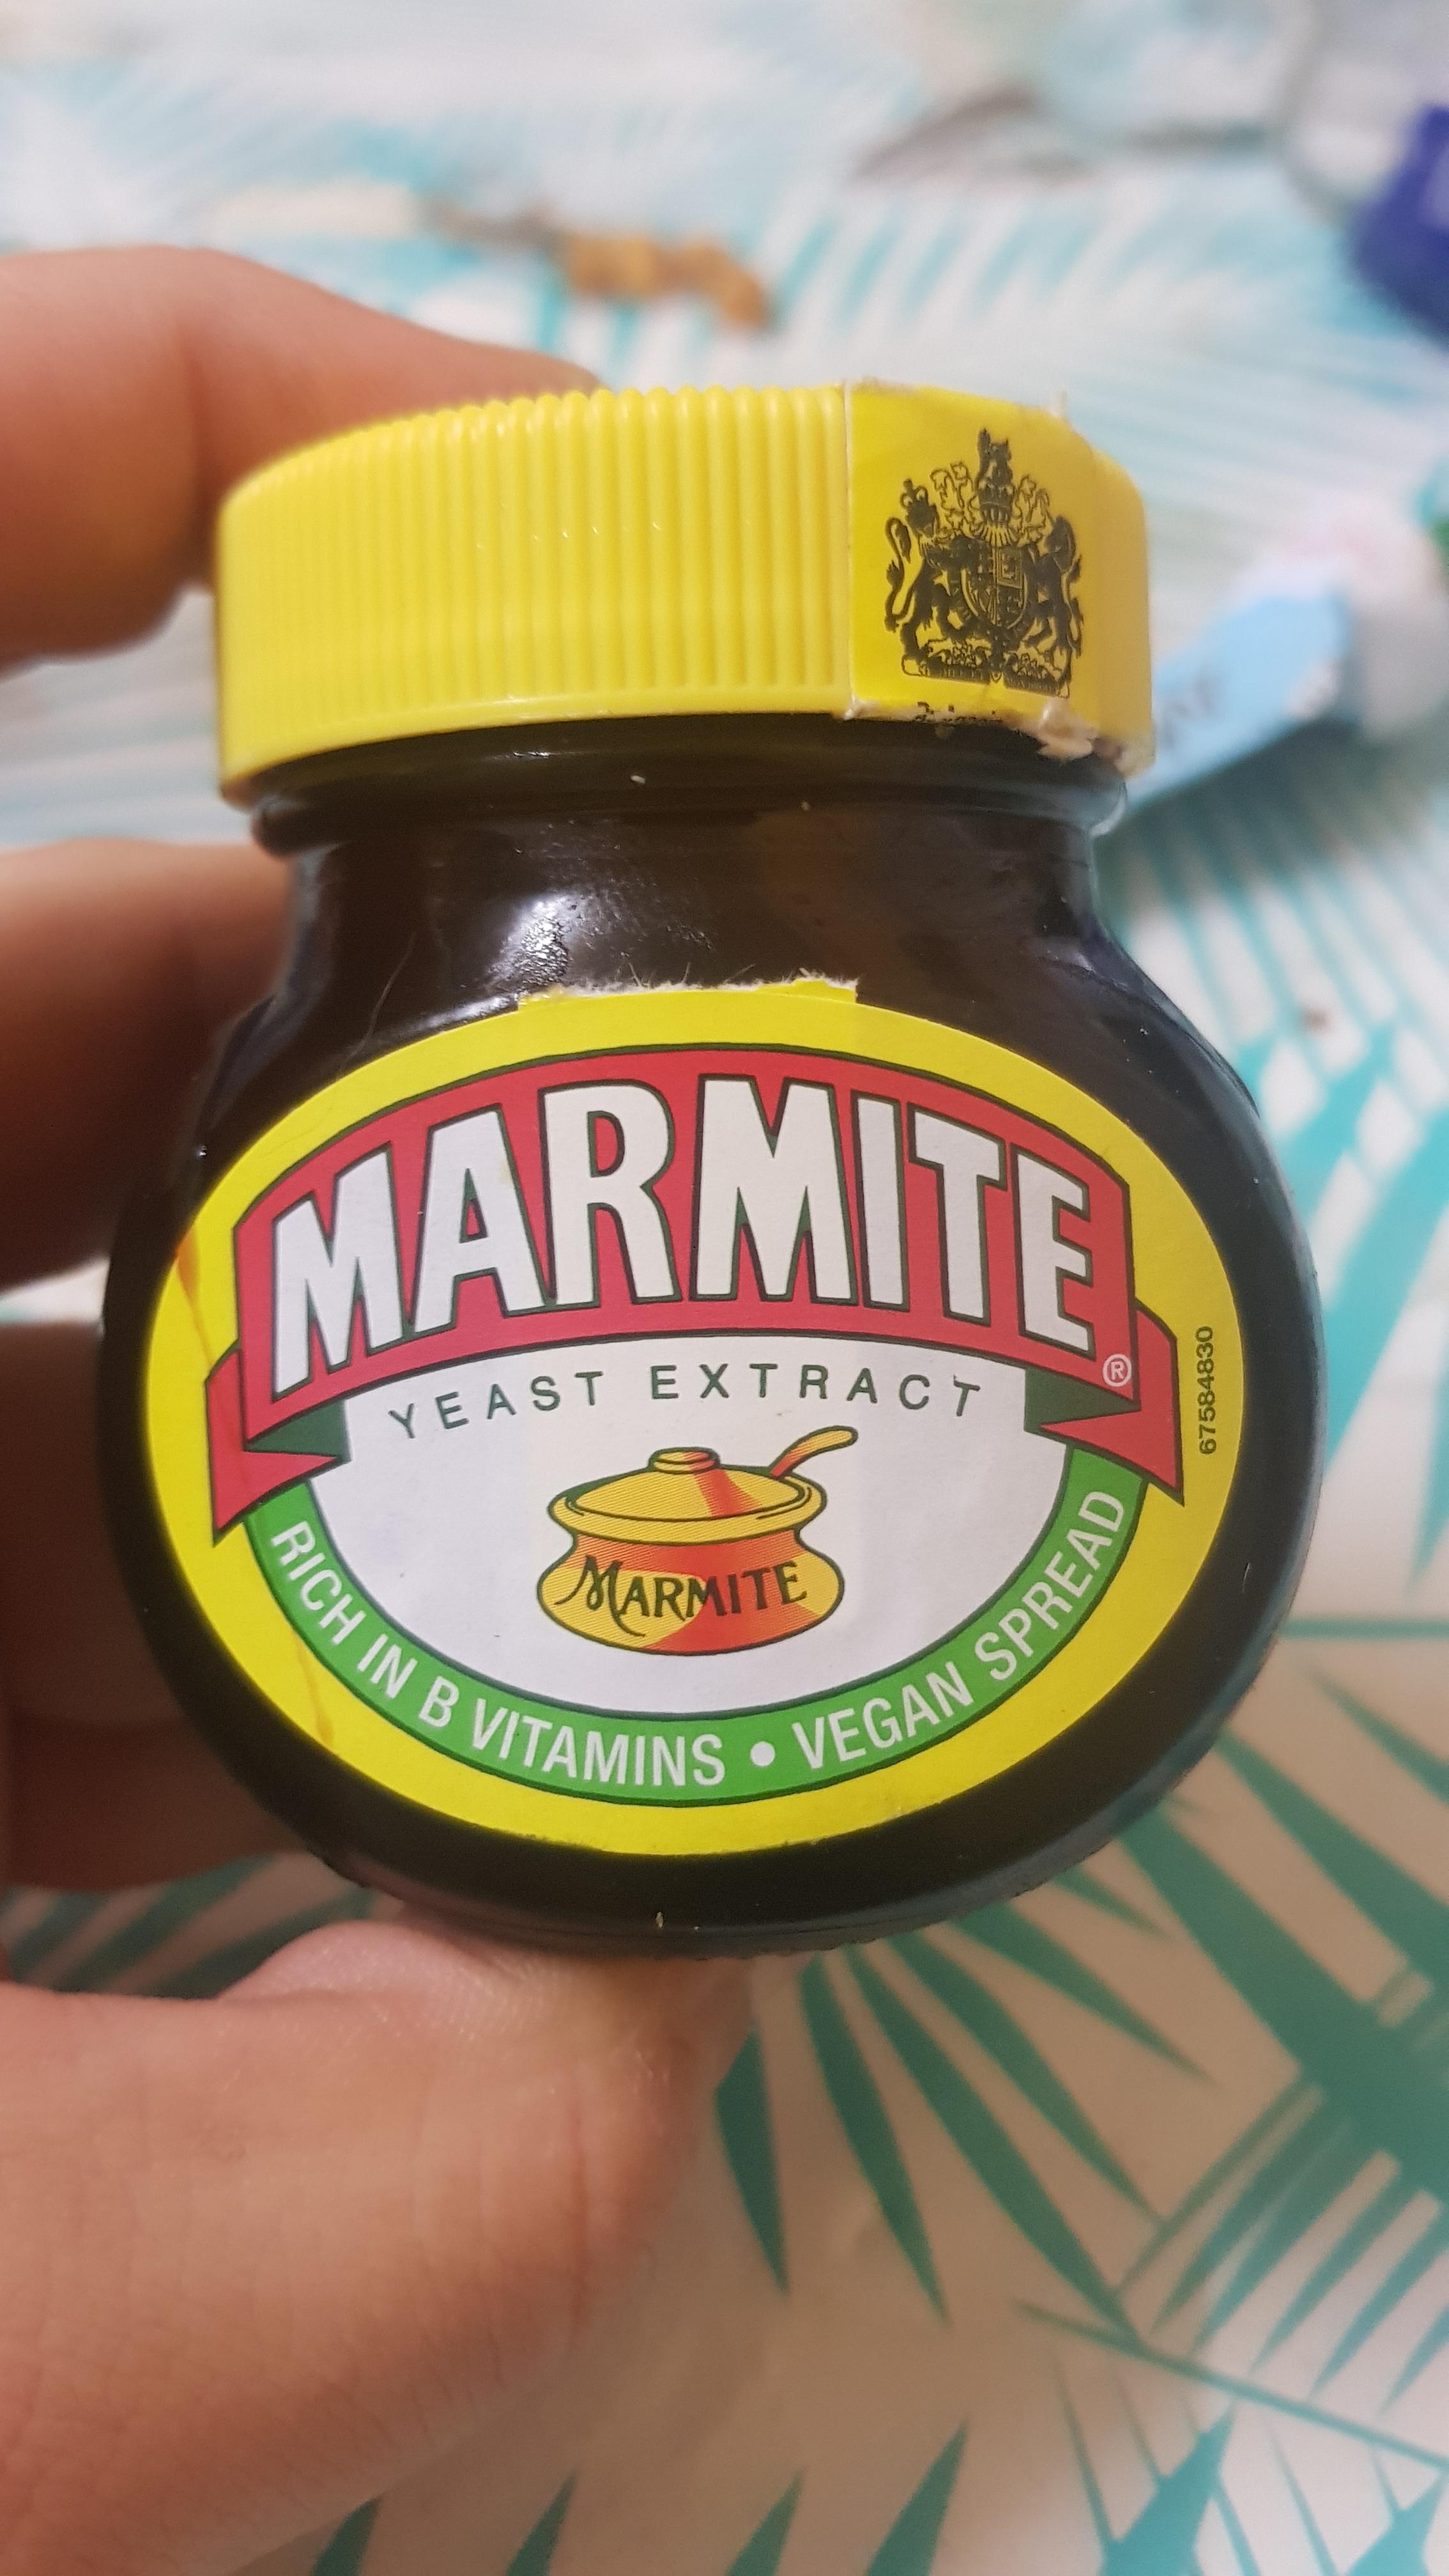 MARMITE®
YEAST EXTRACT
MARMITE
RICH IN B VITAMINS • VEGAN SPREAD
67584830